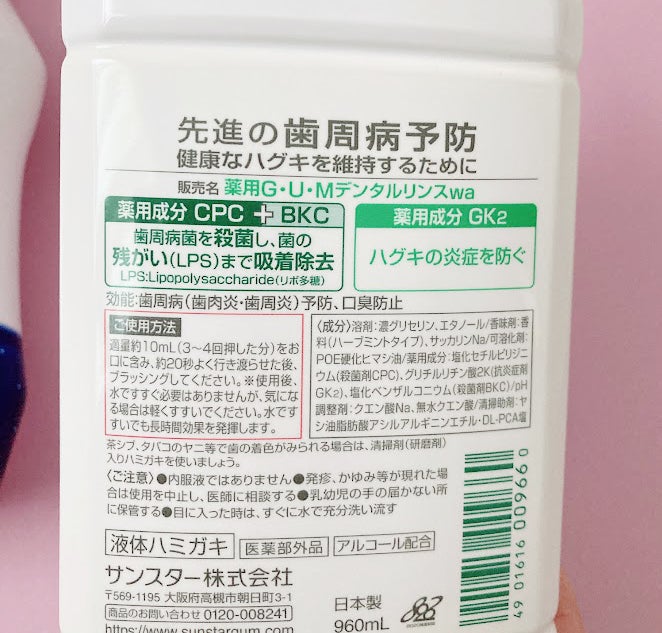 先進の歯周病予防
健康なハグキを維持するために
販売名 薬用G・U・Mデンタルリンスwa
薬用成分 CPC + BKC
歯周病菌を殺菌し、菌の
残がい(LPS)まで吸着除去
LPS:Lipopolysaccharide(リポ多糖)
薬用成分 GK2
ハグキの炎症を防ぐ
効能:歯周病(歯肉炎・歯周炎)予防、口臭防止
ご使用方法
適量約10mL(3〜4回押した分)をお
口に含み、約20秒よく行き渡らせた後、
ブラッシングしてください。※使用後、
水ですすぐ必要はありませんが、気にな
る場合は軽くすすいでください。水です
すいでも長時間効果を発揮します。
〈成分〉溶剤:濃グリセリン、エタノール/香味剤:香
料(ハーブミントタイプ)、サッカリンNa/可溶化剤:
POE硬化ヒマシ油/薬用成分:塩化セチルピリジニ
ウム(殺菌剤CPC)、グリチルリチン酸2K(抗炎症剤
GK2)、塩化ベンザルコニウム(殺菌剤BKC)/pH
調整剤:クエン酸Na、無水クエン酸/清掃助剤:ヤ
シ油脂肪酸アシルアルギニンエチル・DL-PCA塩
茶シブ、タバコのヤニ等で歯の着色がみられる場合は、清掃剤(研磨剤)
入りハミガキを使いましょう。
〈ご注意〉●内服液ではありません●発疹、かゆみ等が現れた場
合は使用を中止し、医師に相談する●乳幼児の手の届かない所
に保管する●目に入った時は、すぐに水で充分洗い流す
液体ハミガキ 医薬部外品 アルコール配合
サンスター株式会社
〒569-1195 大阪府高槻市朝日町3-1
商品のお問い合わせ 0120-008241
https://www.sunstargum.com/
日本製
960mL
4 901616 009660